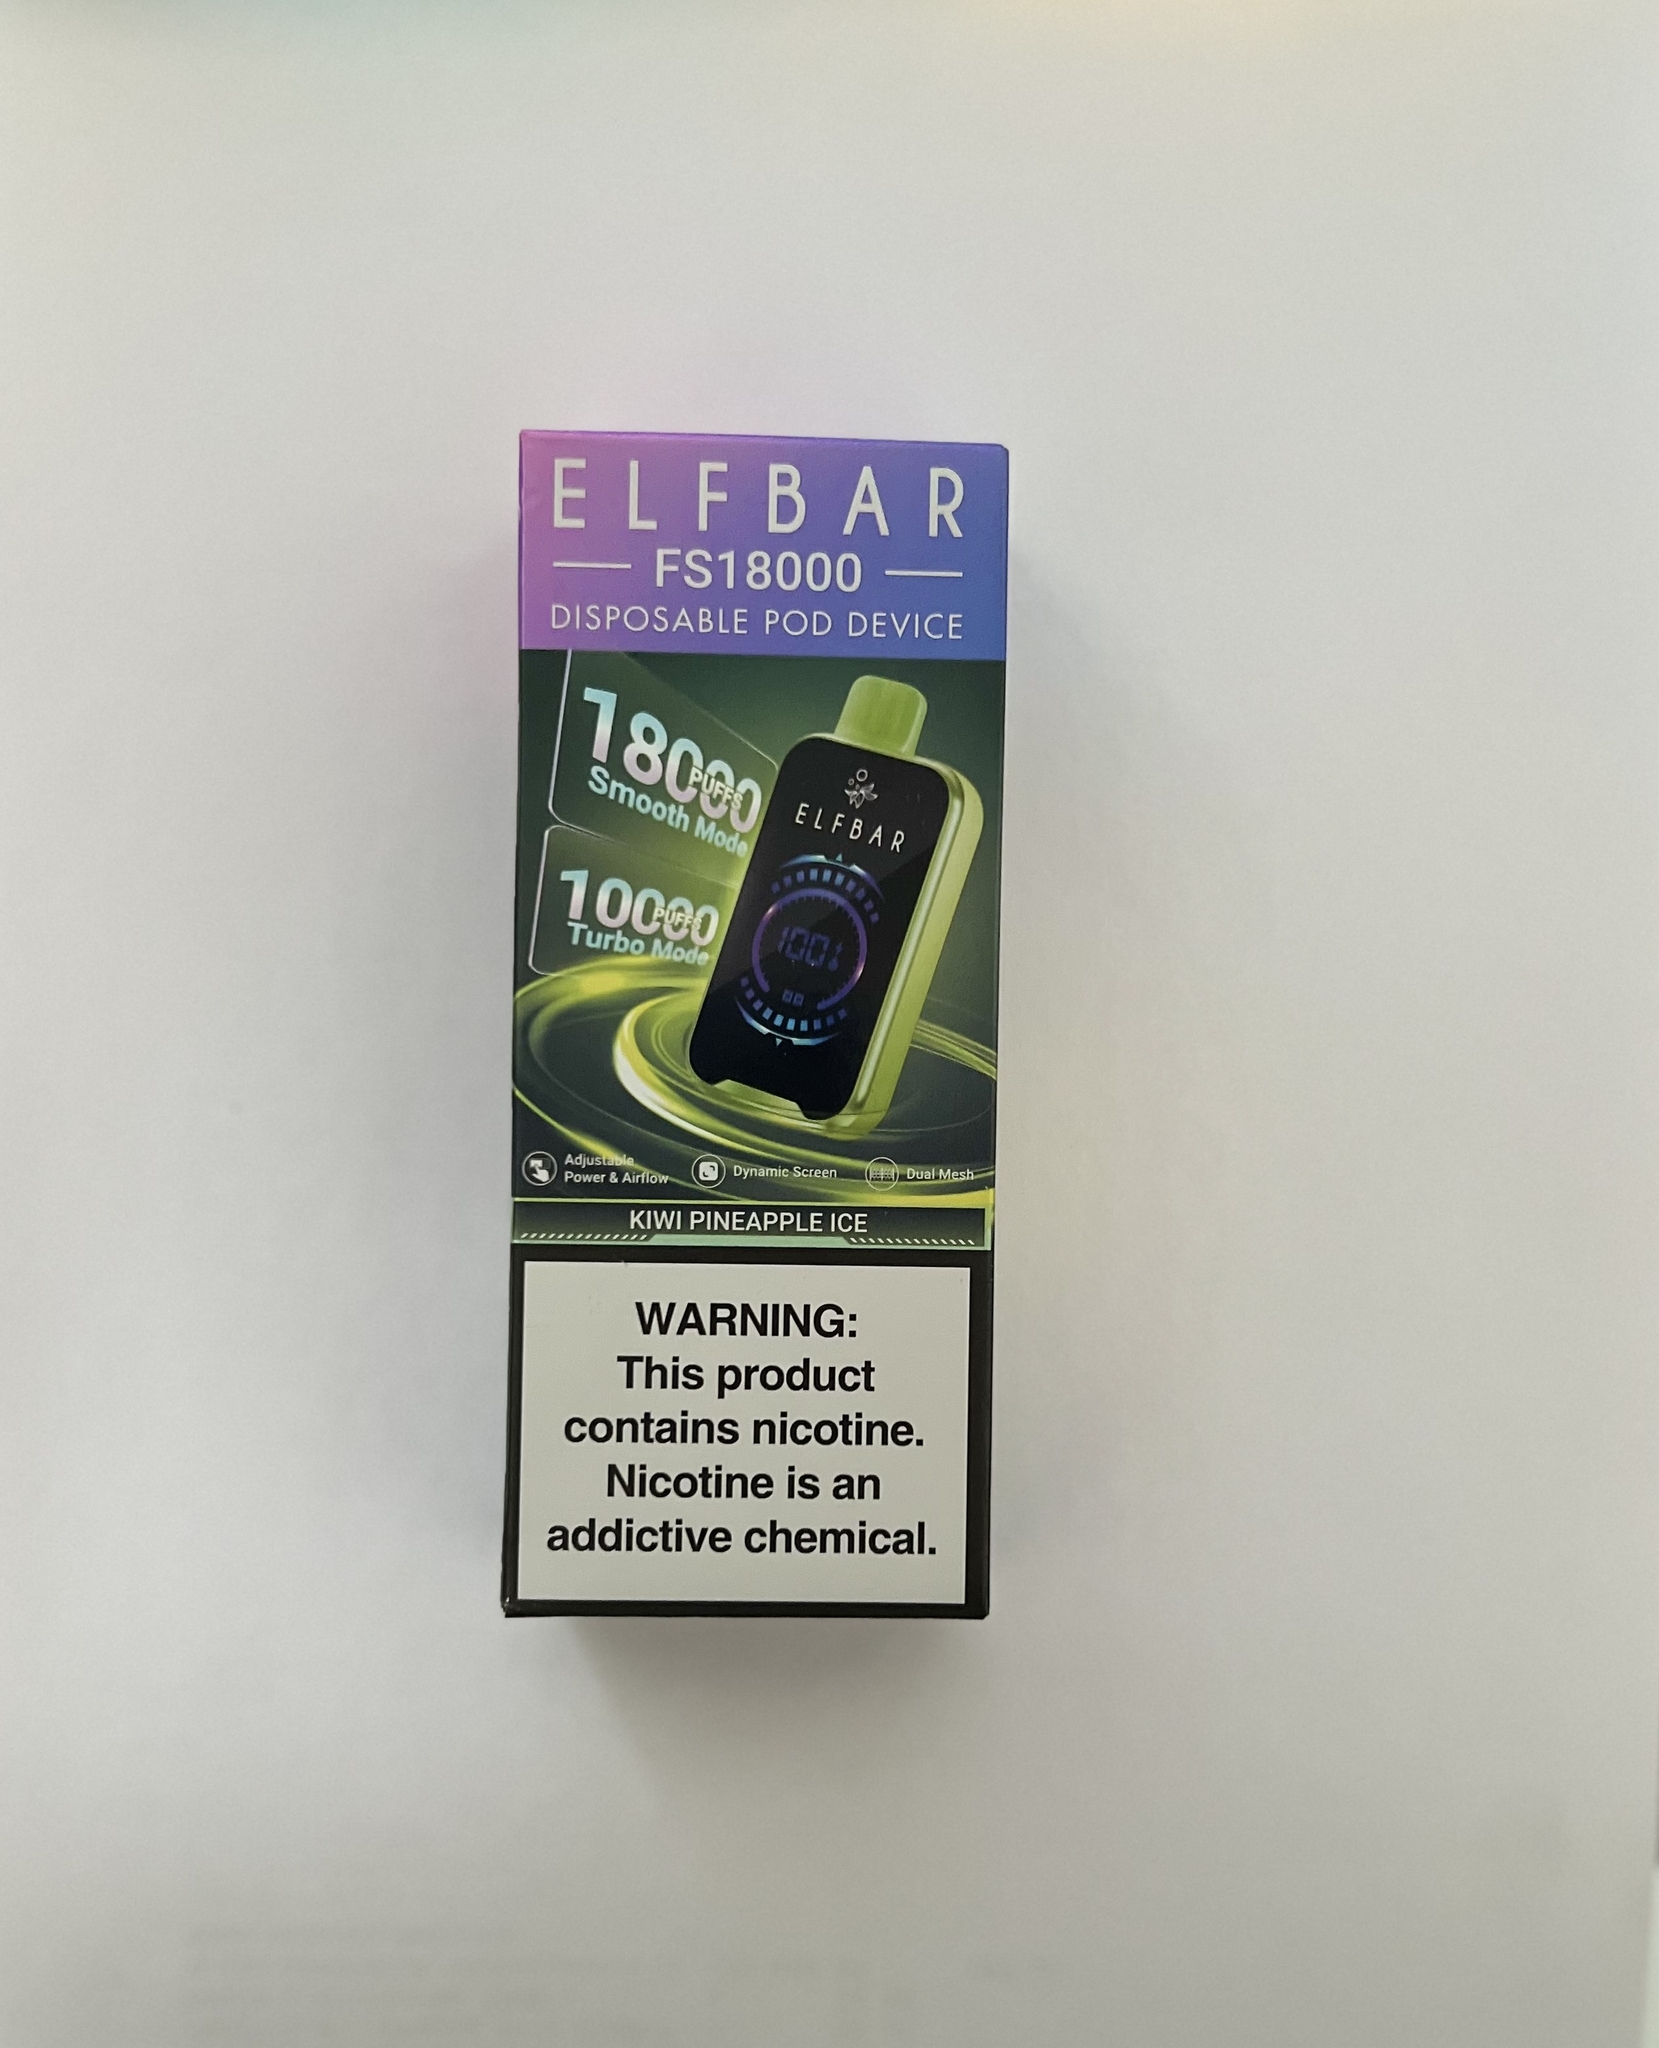 ELFBAR
FS18000
DISPOSABLE POD DEVICE
18000
PUFFS
Smooth Mode
10000
PUFFS
Turbo Mode
ELFBAR
100%
Adjustable
Power & Airflow
Dynamic Screen
Dual Mesh
KIWI PINEAPPLE ICE
WARNING:
This product
contains nicotine.
Nicotine is an
addictive chemical.